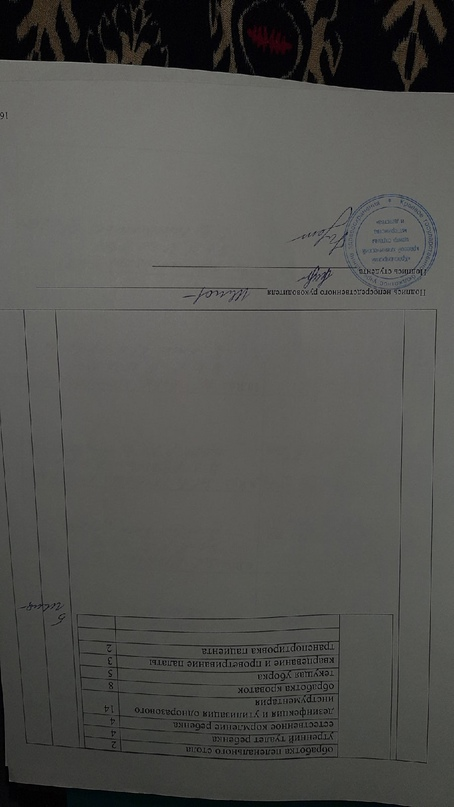 обработка пеленального стола 2
утренний туалет ребенка 4
естественное кормление ребенка 4
дезинфекция и утилизация одноразового
инструментария 14
обработка кроваток 8
текущая уборка 5
кварцевание и проветривание палаты 3
транспортировка пациента 2
5
Подпись непосредственного руководителя
Подпись студента
16